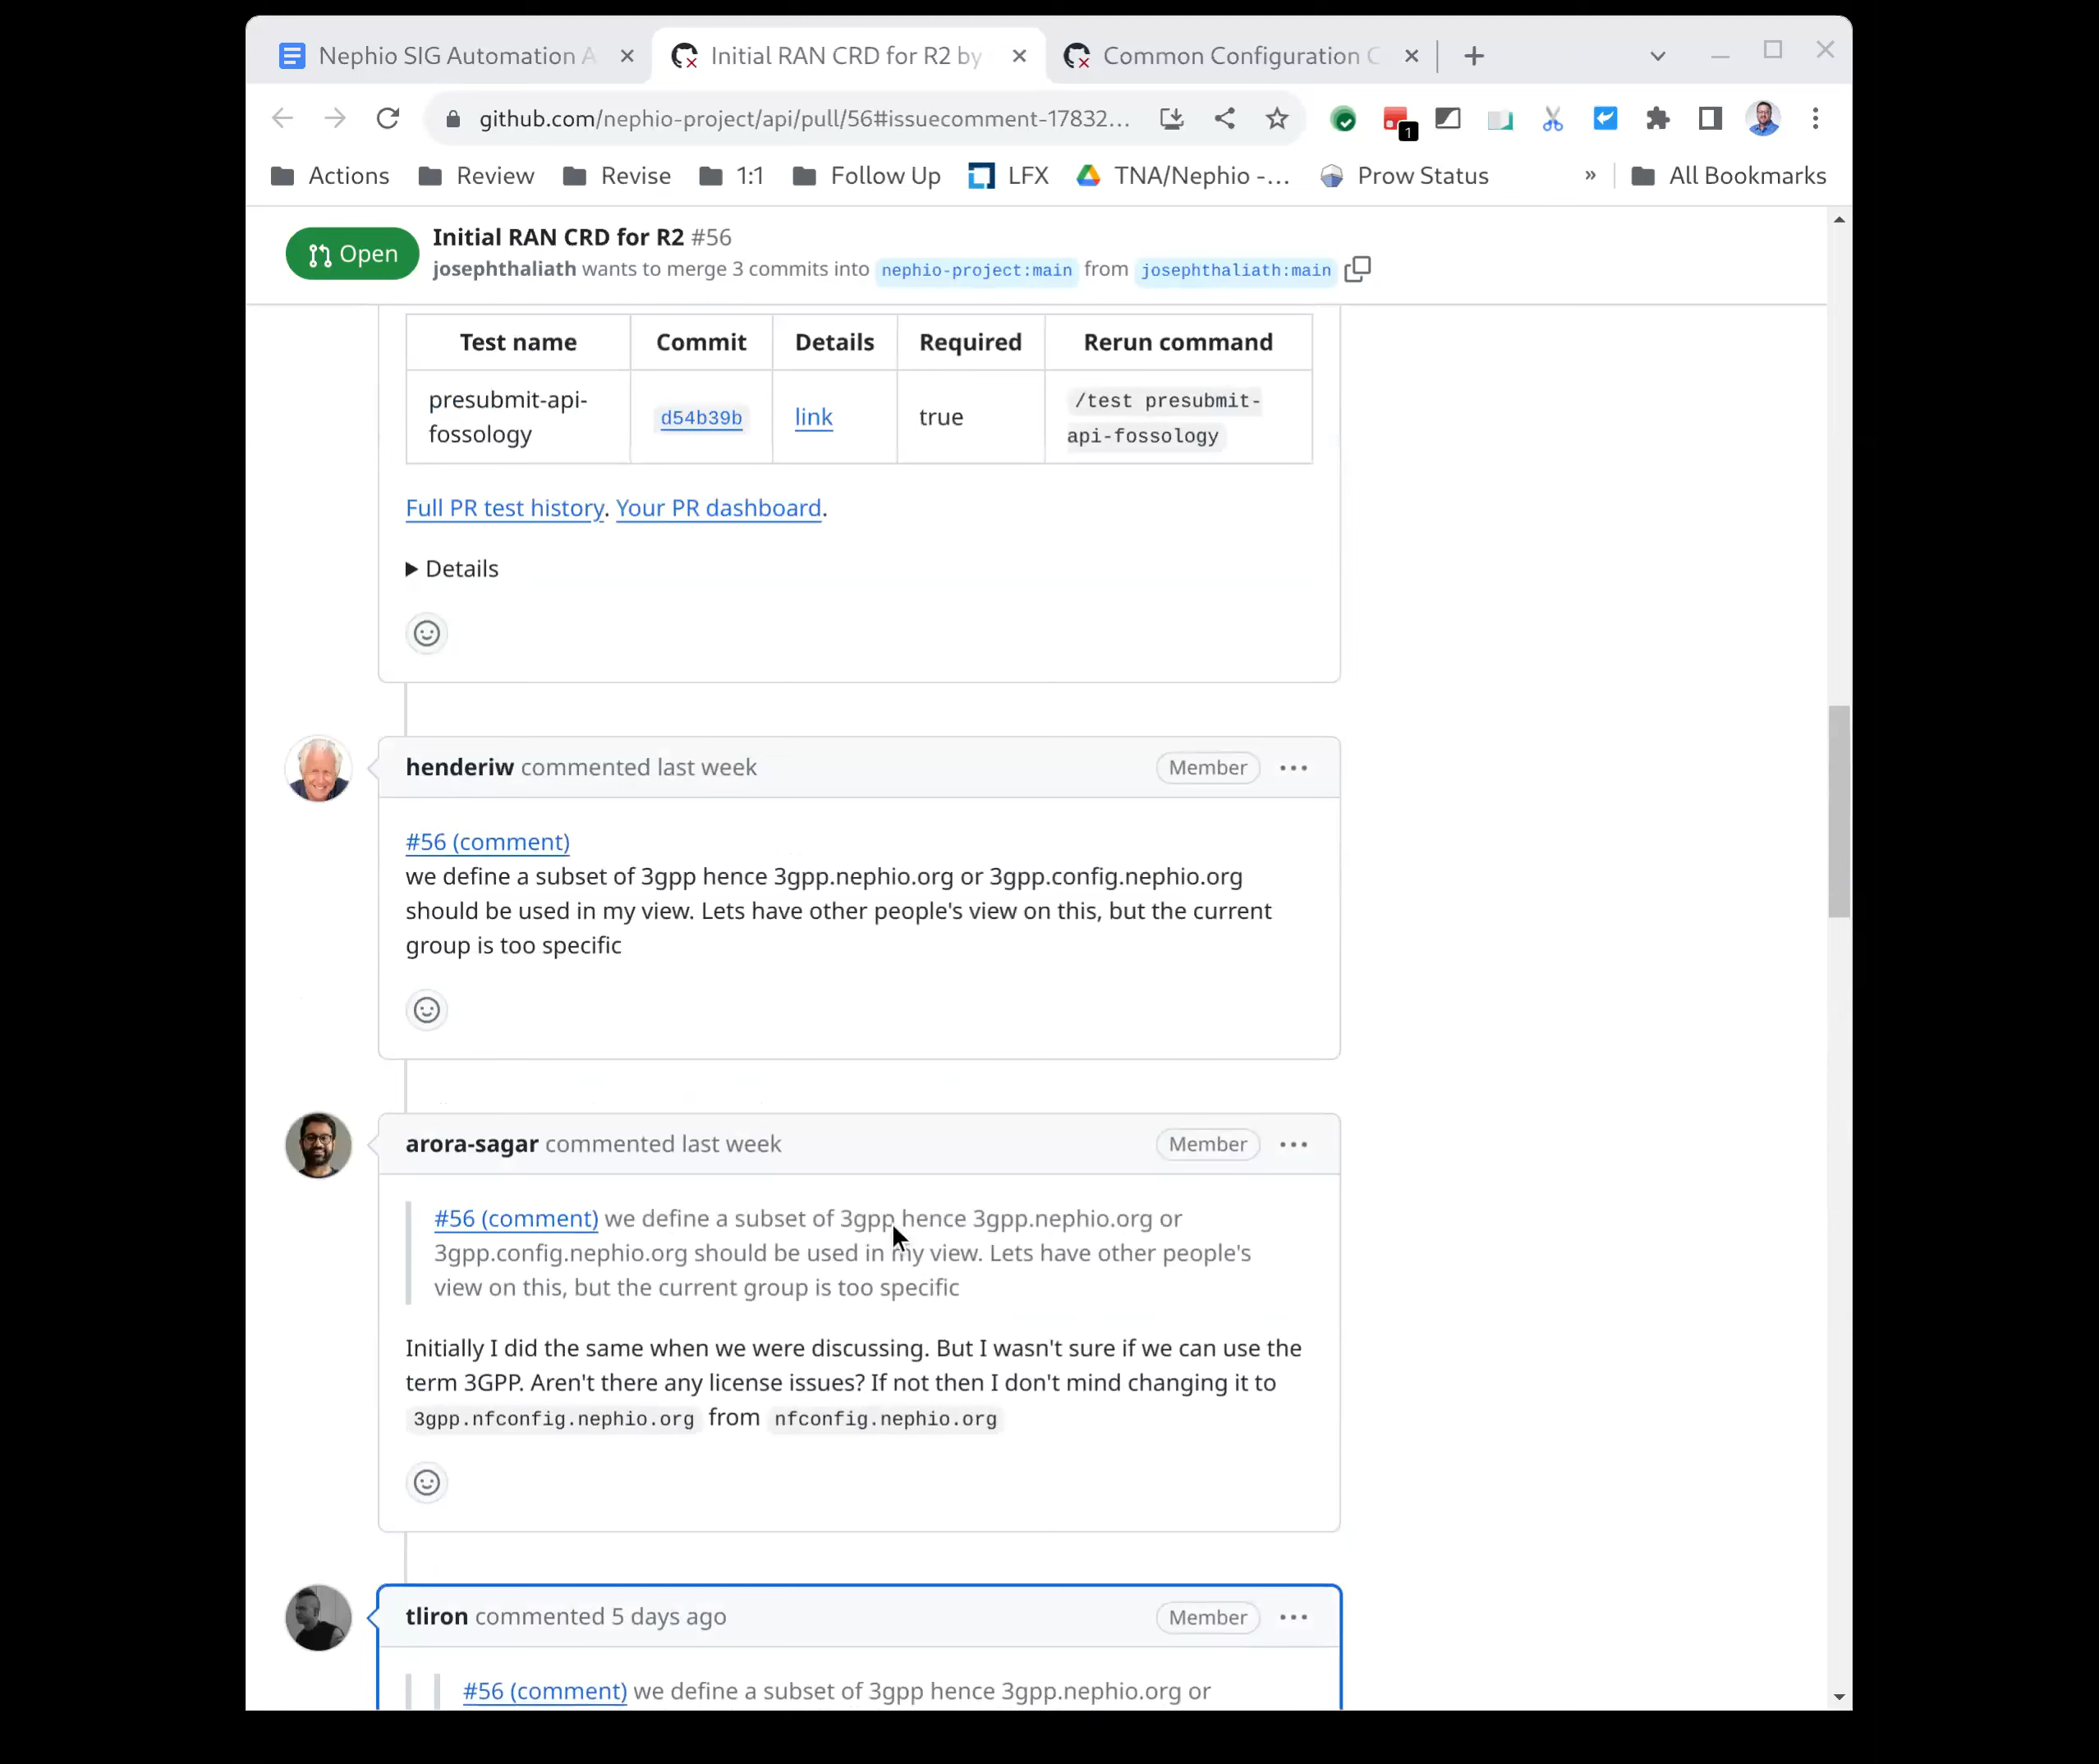 Nephio SIG Automation A
Initial RAN CRD for R2 by
Common Configuration C
github.com/nephio-project/api/pull/56#issuecomment-17832...
1
Actions
Review
Revise
1:1
Follow Up
LFX
TNA/Nephio -...
Prow Status
»
All Bookmarks
Open
Initial RAN CRD for R2 #56
josephthaliath wants to merge 3 commits into nephio-project:main from josephthaliath:main
Test name Commit Details Required Rerun command
presubmit-api-fossology d54b39b link true /test presubmit-api-fossology
Full PR test history. Your PR dashboard.
Details
henderiw commented last week
Member
#56 (comment)
we define a subset of 3gpp hence 3gpp.nephio.org or 3gpp.config.nephio.org
should be used in my view. Lets have other people's view on this, but the current
group is too specific
arora-sagar commented last week
Member
#56 (comment) we define a subset of 3gpp hence 3gpp.nephio.org or
3gpp.config.nephio.org should be used in my view. Lets have other people's
view on this, but the current group is too specific
Initially I did the same when we were discussing. But I wasn't sure if we can use the
term 3GPP. Aren't there any license issues? If not then I don't mind changing it to
3gpp.nfconfig.nephio.org from nfconfig.nephio.org
tliron commented 5 days ago
Member
#56 (comment) we define a subset of 3gpp hence 3gpp.nephio.org or